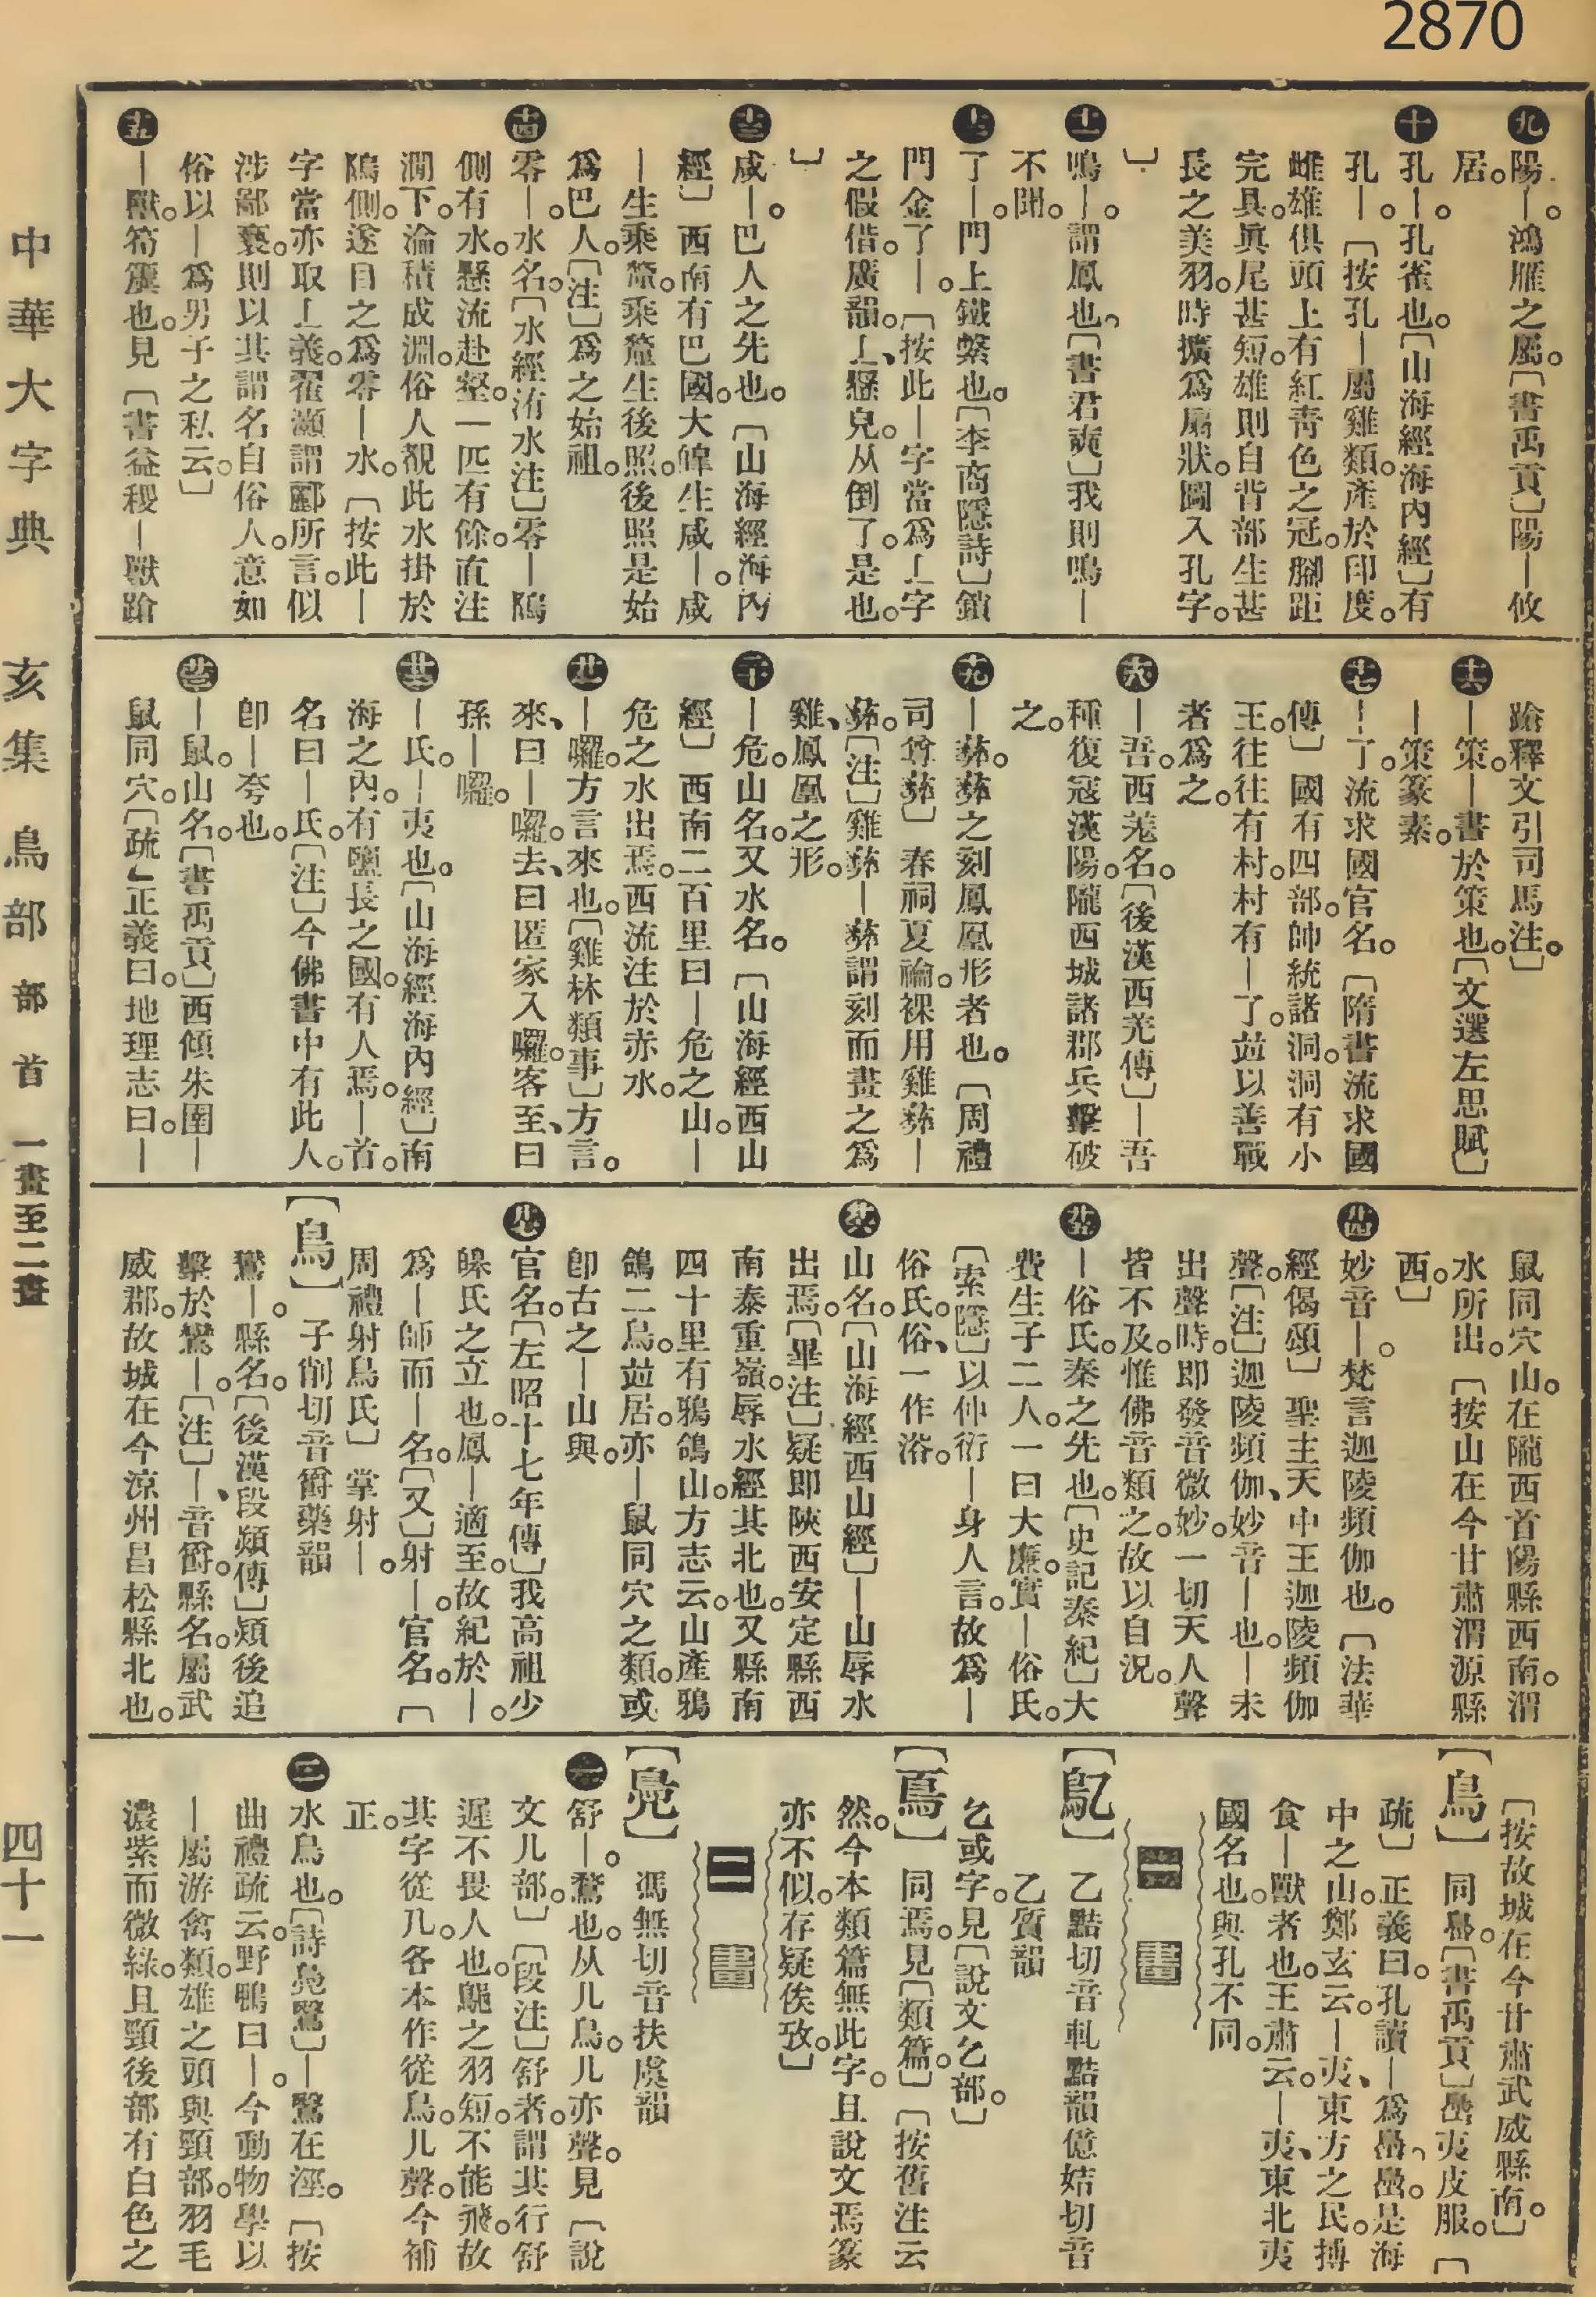 2870
九陽—。鴻雁之屬。〔書禹貢〕陽—攸
居。
十孔—。孔雀也。〔山海經海內經〕有
孔—。〔按孔—屬雞類。產於印度。
雌雄俱頭上有紅靑色之冠。腳距
完具。眞尾甚短。雄則自背部生甚
長之美羽。時擴爲扇狀。圖入孔字。
〕
十一鳴—。謂鳳也。〔書君奭〕我則鳴—
不聞。
十二了—。門上鐵繫也。〔李商隱詩〕鎖
門金了—。〔按此—字當爲𠄏字
之假借。廣韻。𠄏、懸皃。从倒了。是也。
〕
十三咸—。巴人之先也。〔山海經海內
經〕西南有巴國。大皥生咸—。咸
—生乘釐。乘釐生後照。後照是始
爲巴人。〔注〕爲之始祖。
十四零—。水名。〔水經洧水注〕零—隖
側有水。懸流赴壑。一匹有餘。直注
澗下。淪積成淵。俗人覩此水掛於
隖側。遂目之爲零—水。〔按此—
字當亦取𠄏義。翟灝謂酈所言。似
涉鄙褻。則以其謂名自俗人。意如
俗以—爲男子之私云。〕
十五—獸。筍簴也。見〔書益稷—獸蹌
蹌釋文引司馬注。〕
十六—策。—書於策也。〔文選左思賦〕
—策篆素。
十七—了。流求國官名。〔隋書流求國
傳〕國有四部帥。統諸洞。洞有小
王。往往有村。村有—了。竝以善戰
者爲之。
十八—吾。西羌名。〔後漢西羌傳〕—吾
種復寇漢陽。隴西城諸郡兵擊破
之。
十九—彝。彝之刻鳳凰形者也。〔周禮
司尊彝〕春祠夏禴。祼用雞彝—
彝。〔注〕雞彝—彝謂刻而畫之爲
雞、鳳凰之形。
二十—危。山名。又水名。〔山海經西山
經〕西南二百里曰—危之山。—
危之水出焉。西流注於赤水。
廿一—囉。方言來也。〔雞林類事〕方言。
來、曰—囉。去、曰匿家入囉。客至、曰
孫—囉。
廿二—氏。—夷也。〔山海經海內經〕南
海之內。有鹽長之國。有人焉。—首。
名曰—氏。〔注〕今佛書中有此人。
卽—夸也。
廿三—鼠。山名。〔書禹貢〕西傾朱圉—
鼠同穴。〔疏〕正義曰。地理志曰。—
鼠同穴山。在隴西首陽縣西南。渭
水所出。〔按山在今甘肅渭源縣
西。〕
廿四妙音—。梵言迦陵頻伽也。〔法華
經偈頌〕聖主天中王迦陵頻伽
聲。〔注〕迦陵頻伽、妙音—也。—未
出聲時。即發音微妙。一切天人聲
皆不及。惟佛音類之。故以自況。
廿五—俗氏。秦之先也。〔史記秦紀〕大
費生子二人。一曰大廉。實—俗氏。
〔索隱〕以仲衍—身人言。故爲—
俗氏。俗、一作浴。
廿六山名。〔山海經西山經〕—山辱水
出焉。〔畢注〕疑即陝西安定縣西
南泰重嶺。辱水經其北也。又縣南
四十里有鴉鴿山。方志云。山產鴉
鴿二鳥。竝居。亦—鼠同穴之類。或
卽古之—山與。
廿七官名。〔左昭十七年傳〕我高祖少
皞氏之立也。鳳—適至。故紀於—。
爲—師而—名。〔又〕射—。官名。〔
周禮射鳥氏〕掌射—。
〔鳥〕子削切音爵藥韻
鸞—。縣名。〔後漢段熲傳〕熲後追
擊於鸞—。〔注〕—、音爵。縣名。屬武
威郡。故城在今涼州昌松縣北也。
〔按故城在今甘肅武威縣南。〕
〔鳥〕同嵒。〔書禹貢〕嵒夷皮服。〔
疏〕正義曰。孔讀—爲嵒。嵒。是海
中之山。鄭玄云。—夷、東方之民。搏
食—獸者也。王肅云。—夷、東北夷
國名也。與孔不同。
一畫
〔鳦〕乙黠切音軋黠韻億姞切音
乙質韻
乞或字。見〔說文乞部。〕
〔焉〕同焉。見〔類篇。〕〔按舊注云
然。今本類篇無此字。且說文焉篆
亦不似。存疑俟攷。〕
二畫
〔鳧〕馮無切音扶虞韻
一舒—。鶩也。从儿鳥。儿亦聲。見〔說
文儿部。〕〔段注〕舒者。謂其行舒
遲不畏人也。鳧之羽短。不能飛。故
其字從几。各本作從鳥。几聲。今補
正。
二水鳥也。〔詩鳧鷖〕—鷖在涇。〔按
曲禮疏云。野鴨曰—。今動物學以
—屬游禽類。雄之頭與頸部。羽毛
濃紫而微綠。且頸後部有白色之
中華大字典 亥集 鳥部 部首 一畫至二畫 四十一